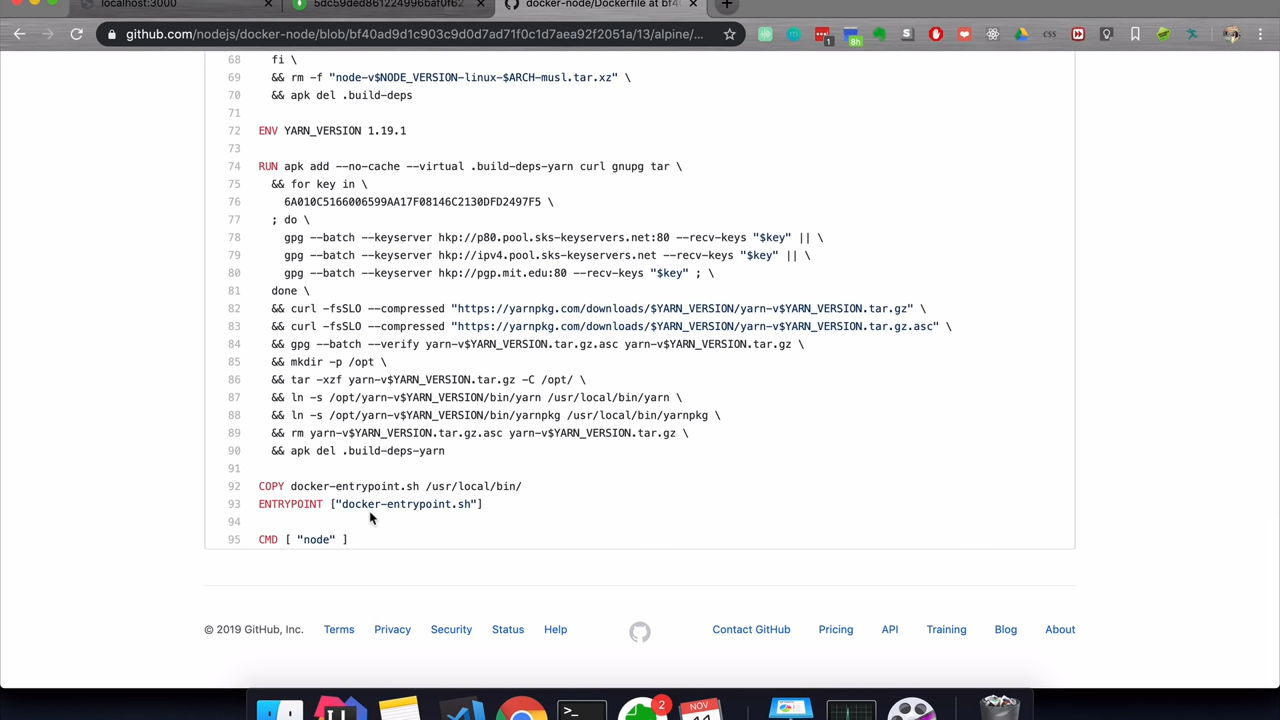 localhost:3000
5dc59ded861224996baf0f62
docker-node/Dockerfile at bf40
github.com/nodejs/docker-node/blob/bf40ad9d1c903c9d0d7ad71f0c1d7aea92f2051a/13/alpine/...
1
8h
css
68 fi \
69 && rm -f "node-v$NODE_VERSION-linux-$ARCH-musl.tar.xz" \
70 && apk del .build-deps
71
72 ENV YARN_VERSION 1.19.1
73
74 RUN apk add --no-cache --virtual .build-deps-yarn curl gnupg tar \
75 && for key in \
76 6A010C5166006599AA17F08146C2130DFD2497F5 \
77 ; do \
78 gpg --batch --keyserver hkp://p80.pool.sks-keyservers.net:80 --recv-keys "$key" || \
79 gpg --batch --keyserver hkp://ipv4.pool.sks-keyservers.net --recv-keys "$key" || \
80 gpg --batch --keyserver hkp://pgp.mit.edu:80 --recv-keys "$key" ; \
81 done \
82 && curl -fsSLO --compressed "https://yarnpkg.com/downloads/$YARN_VERSION/yarn-v$YARN_VERSION.tar.gz" \
83 && curl -fsSLO --compressed "https://yarnpkg.com/downloads/$YARN_VERSION/yarn-v$YARN_VERSION.tar.gz.asc" \
84 && gpg --batch --verify yarn-v$YARN_VERSION.tar.gz.asc yarn-v$YARN_VERSION.tar.gz \
85 && mkdir -p /opt \
86 && tar -xzf yarn-v$YARN_VERSION.tar.gz -C /opt/ \
87 && ln -s /opt/yarn-v$YARN_VERSION/bin/yarn /usr/local/bin/yarn \
88 && ln -s /opt/yarn-v$YARN_VERSION/bin/yarnpkg /usr/local/bin/yarnpkg \
89 && rm yarn-v$YARN_VERSION.tar.gz.asc yarn-v$YARN_VERSION.tar.gz \
90 && apk del .build-deps-yarn
91
92 COPY docker-entrypoint.sh /usr/local/bin/
93 ENTRYPOINT ["docker-entrypoint.sh"]
94
95 CMD [ "node" ]
© 2019 GitHub, Inc. Terms Privacy Security Status Help Contact GitHub Pricing API Training Blog About
2
NOV